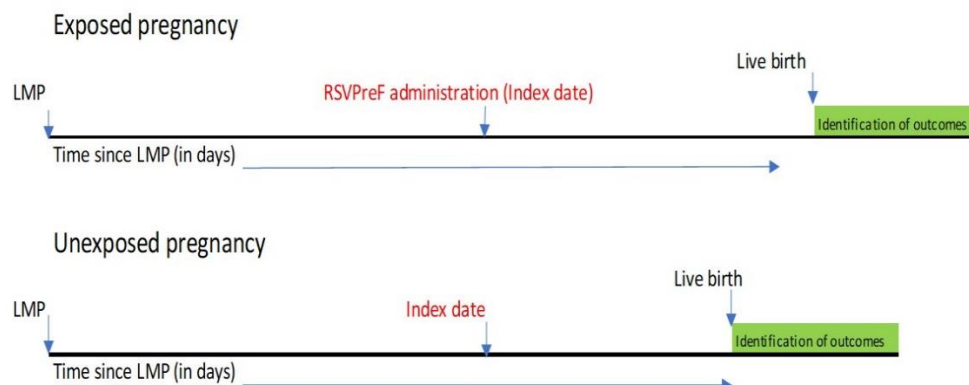 Exposed pregnancy
Live birth
LMP
RSVPreF administration (Index date)
Identification of outcomes
Time since LMP (in days)
Unexposed pregnancy
Live birth
LMP
Index date
Identification of outcomes
Time since LMP (in days)